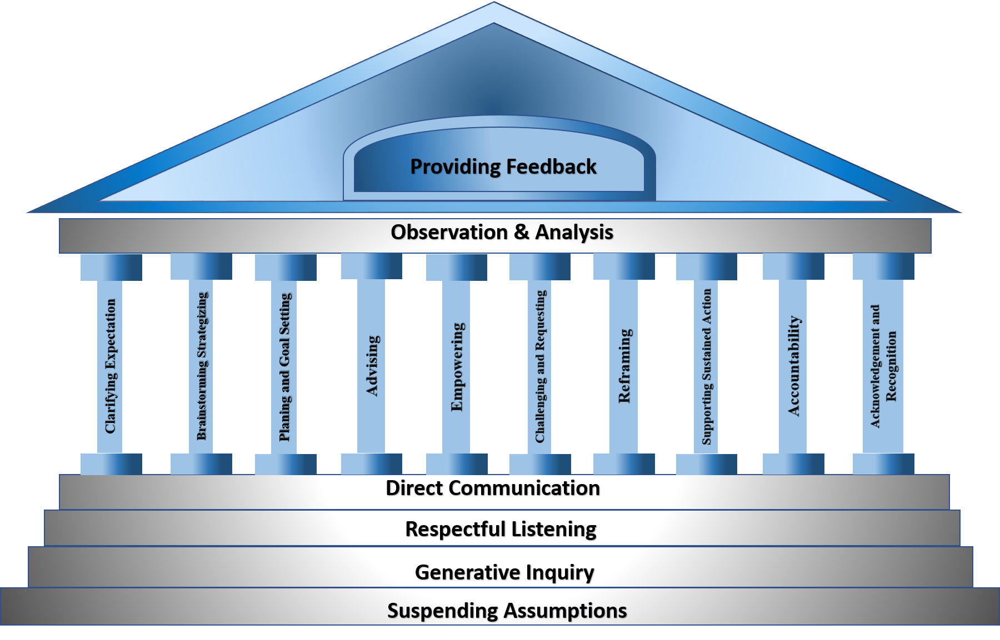 Providing Feedback
Observation & Analysis
Clarifying Expectation
Brainstorming Strategizing
Planing and Goal Setting
Advising
Empowering
Challenging and Requesting
Reframing
Supporting Sustained Action
Accountability
Acknowledgement and
Recognition
Direct Communication
Respectful Listening
Generative Inquiry
Suspending Assumptions